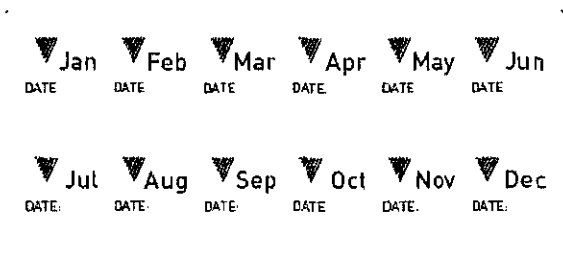 Jan Feb Mar Apr May Jun
DATE DATE DATE DATE. DATE DATE
Jul Aug Sep Oct Nov Dec
DATE: DATE· DATE· DATE DATE. DATE: